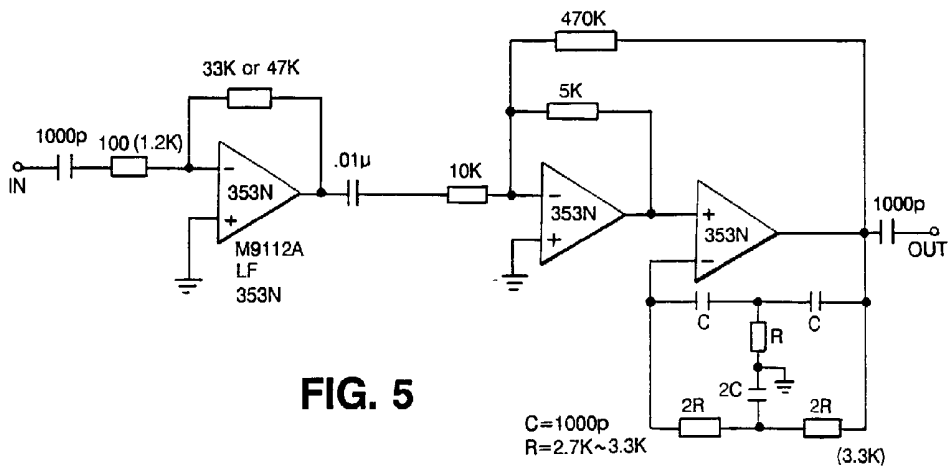 470K
33K or 47K
5K
1000p
100 (1.2K)
.01μ
10K
1000p
IN
−
353N
+
−
353N
+
+
353N
−
OUT
M9112A
LF
353N
C
C
R
2C
2R
2R
FIG. 5
C=1000p
R=2.7K~3.3K
(3.3K)